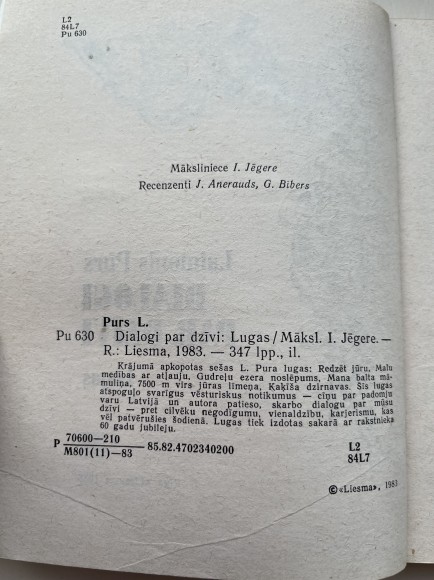 L2
84L7
Pu 630
Māksliniece I. Jēgere
Recenzenti J. Anerauds, G. Bibers
Purs L.
Pu 630 Dialogi par dzīvi: Lugas / Māksl. I. Jēgere. —
R.: Liesma, 1983. — 347 lpp., il.
Krājumā apkopotas sešas L. Pura lugas: Redzēt jūru, Malu
medības ar atļauju, Gudreļu ezera noslēpums, Mana balta mā-
muliņa, 7500 m virs jūras līmeņa, Kaķīša dzirnavas. Šīs lugas
atspoguļo svarīgus vēsturiskus notikumus — cīņu par padomju
varu Latvijā un autora patieso, skarbo dialogu par mūsu
dzīvi — pret cilvēku negodīgumu, vienaldzību, karjerismu, kas
vēl patvērušies šodienā. Lugas tiek izdotas sakarā ar rakstnieka
60 gadu jubileju.
P 70600—210
M801(11)—83 —85.82.4702340200
L2
84L7
© «Liesma», 1983